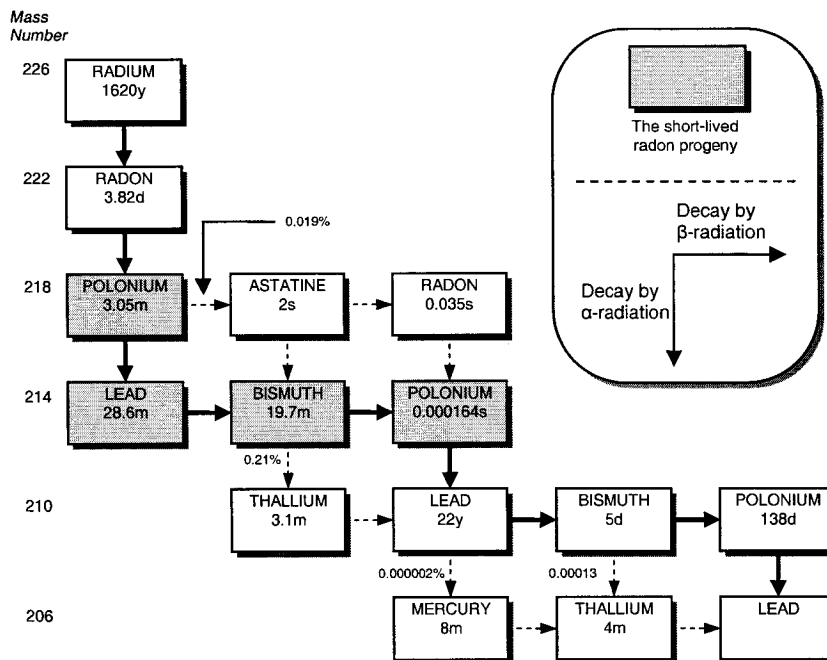 Mass
Number
226
RADIUM
1620y
222
RADON
3.82d
0.019%
218
POLONIUM
3.05m
ASTATINE
2s
RADON
0.035s
214
LEAD
28.6m
BISMUTH
19.7m
POLONIUM
0.000164s
0.21%
210
THALLIUM
3.1m
LEAD
22y
BISMUTH
5d
POLONIUM
138d
0.000002%
0.00013
206
MERCURY
8m
THALLIUM
4m
LEAD
The short-lived
radon progeny
Decay by
β-radiation
Decay by
α-radiation